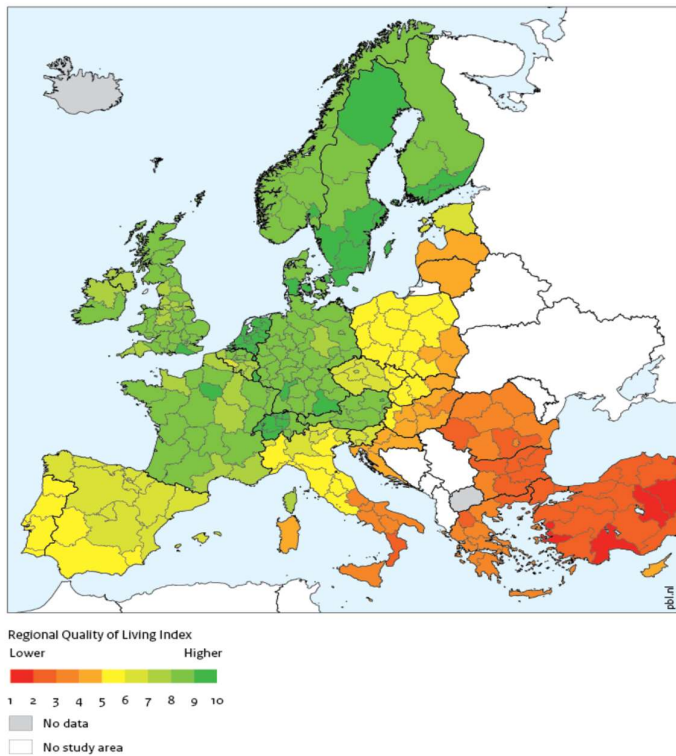 pbl.nl
Regional Quality of Living Index
Lower Higher
1 2 3 4 5 6 7 8 9 10
No data
No study area